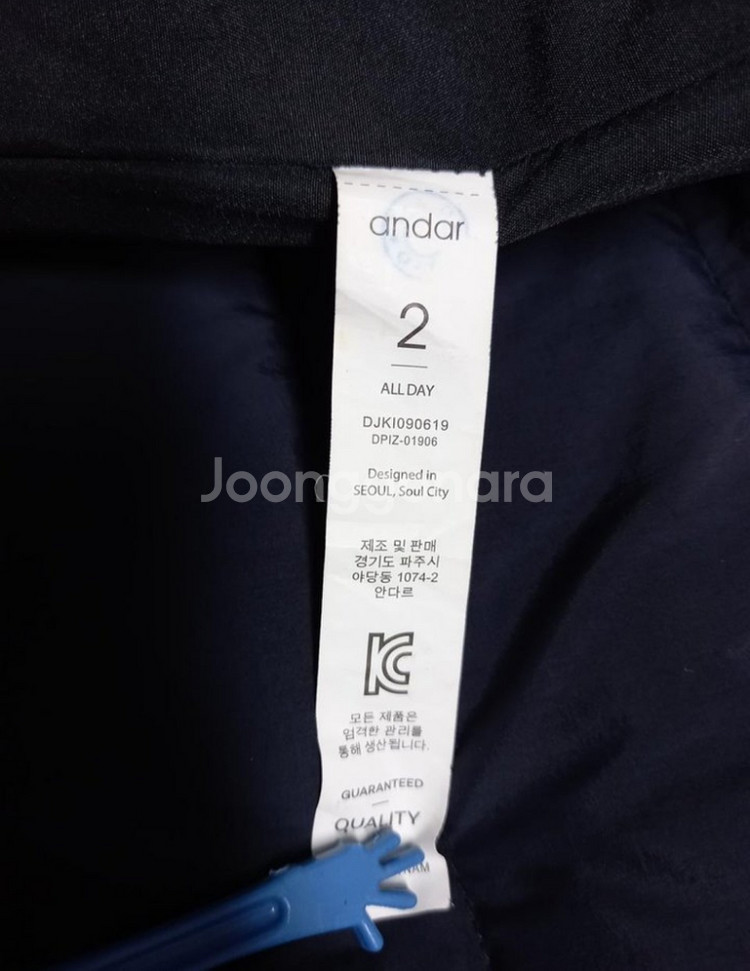 andar
2
ALL DAY
DJKI090619
DPIZ-01906
Designed in
SEOUL, Soul City
Joongonara
제조 및 판매
경기도 파주시
야당동 1074-2
안다르
KC
모든 제품은
엄격한 관리를
통해 생산됩니다.
GUARANTEED
QUALITY